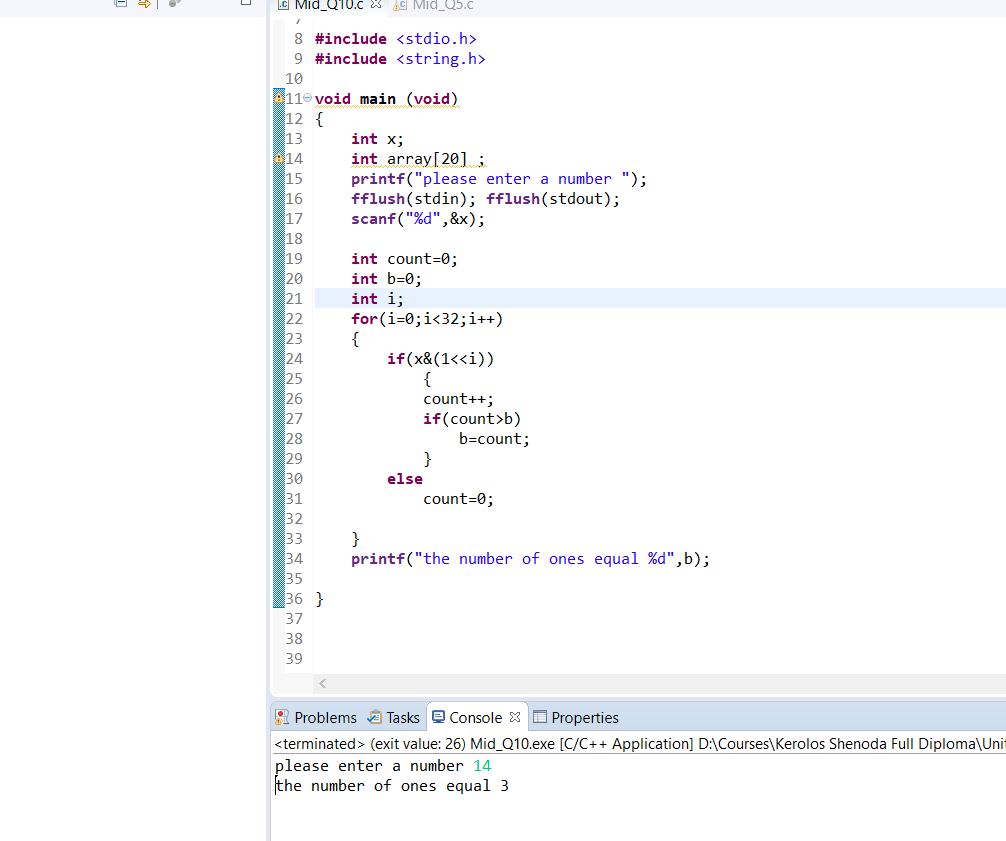 Mid_Q10.c Mid_Q5.c
7
8 #include <stdio.h>
9 #include <string.h>
10
11 void main (void)
12 {
13 int x;
14 int array[20] ;
15 printf("please enter a number ");
16 fflush(stdin); fflush(stdout);
17 scanf("%d",&x);
18
19 int count=0;
20 int b=0;
21 int i;
22 for(i=0;i<32;i++)
23 {
24 if(x&(1<<i))
25 {
26 count++;
27 if(count>b)
28 b=count;
29 }
30 else
31 count=0;
32
33 }
34 printf("the number of ones equal %d",b);
35
36 }
37
38
39
Problems Tasks Console Properties
<terminated> (exit value: 26) Mid_Q10.exe [C/C++ Application] D:\Courses\Kerolos Shenoda Full Diploma\Uni
please enter a number 14
the number of ones equal 3